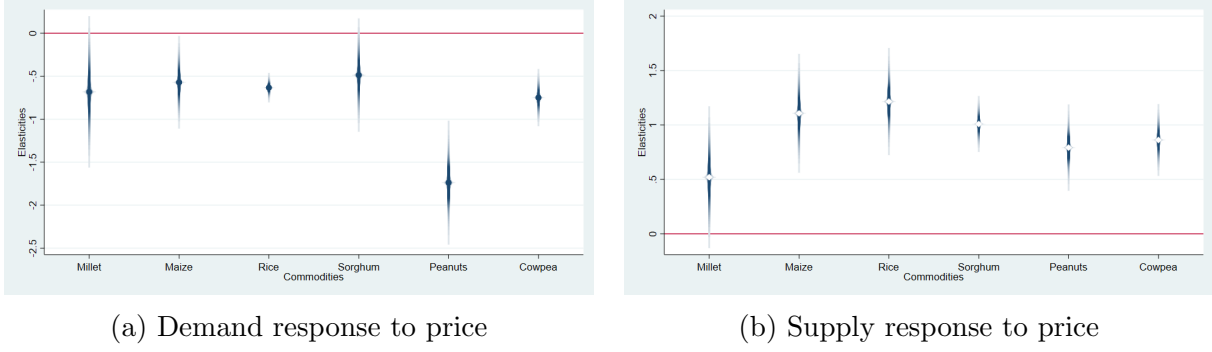 0
-.5
-1
-1.5
-2
-2.5
Elasticities
Millet Maize Rice Sorghum Peanuts Cowpea
Commodities
(a) Demand response to price
2
1.5
1
.5
0
Elasticities
Millet Maize Rice Sorghum Peanuts Cowpea
Commodities
(b) Supply response to price